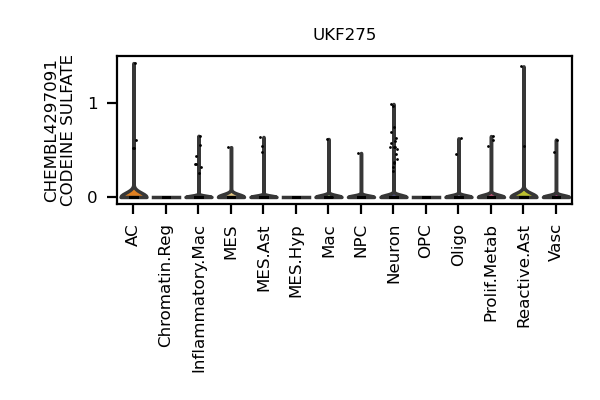 UKF275
CHEMBL4297091
CODEINE SULFATE
1
0
AC
Chromatin.Reg
Inflammatory.Mac
MES
MES.Ast
MES.Hyp
Mac
NPC
Neuron
OPC
Oligo
Prolif.Metab
Reactive.Ast
Vasc